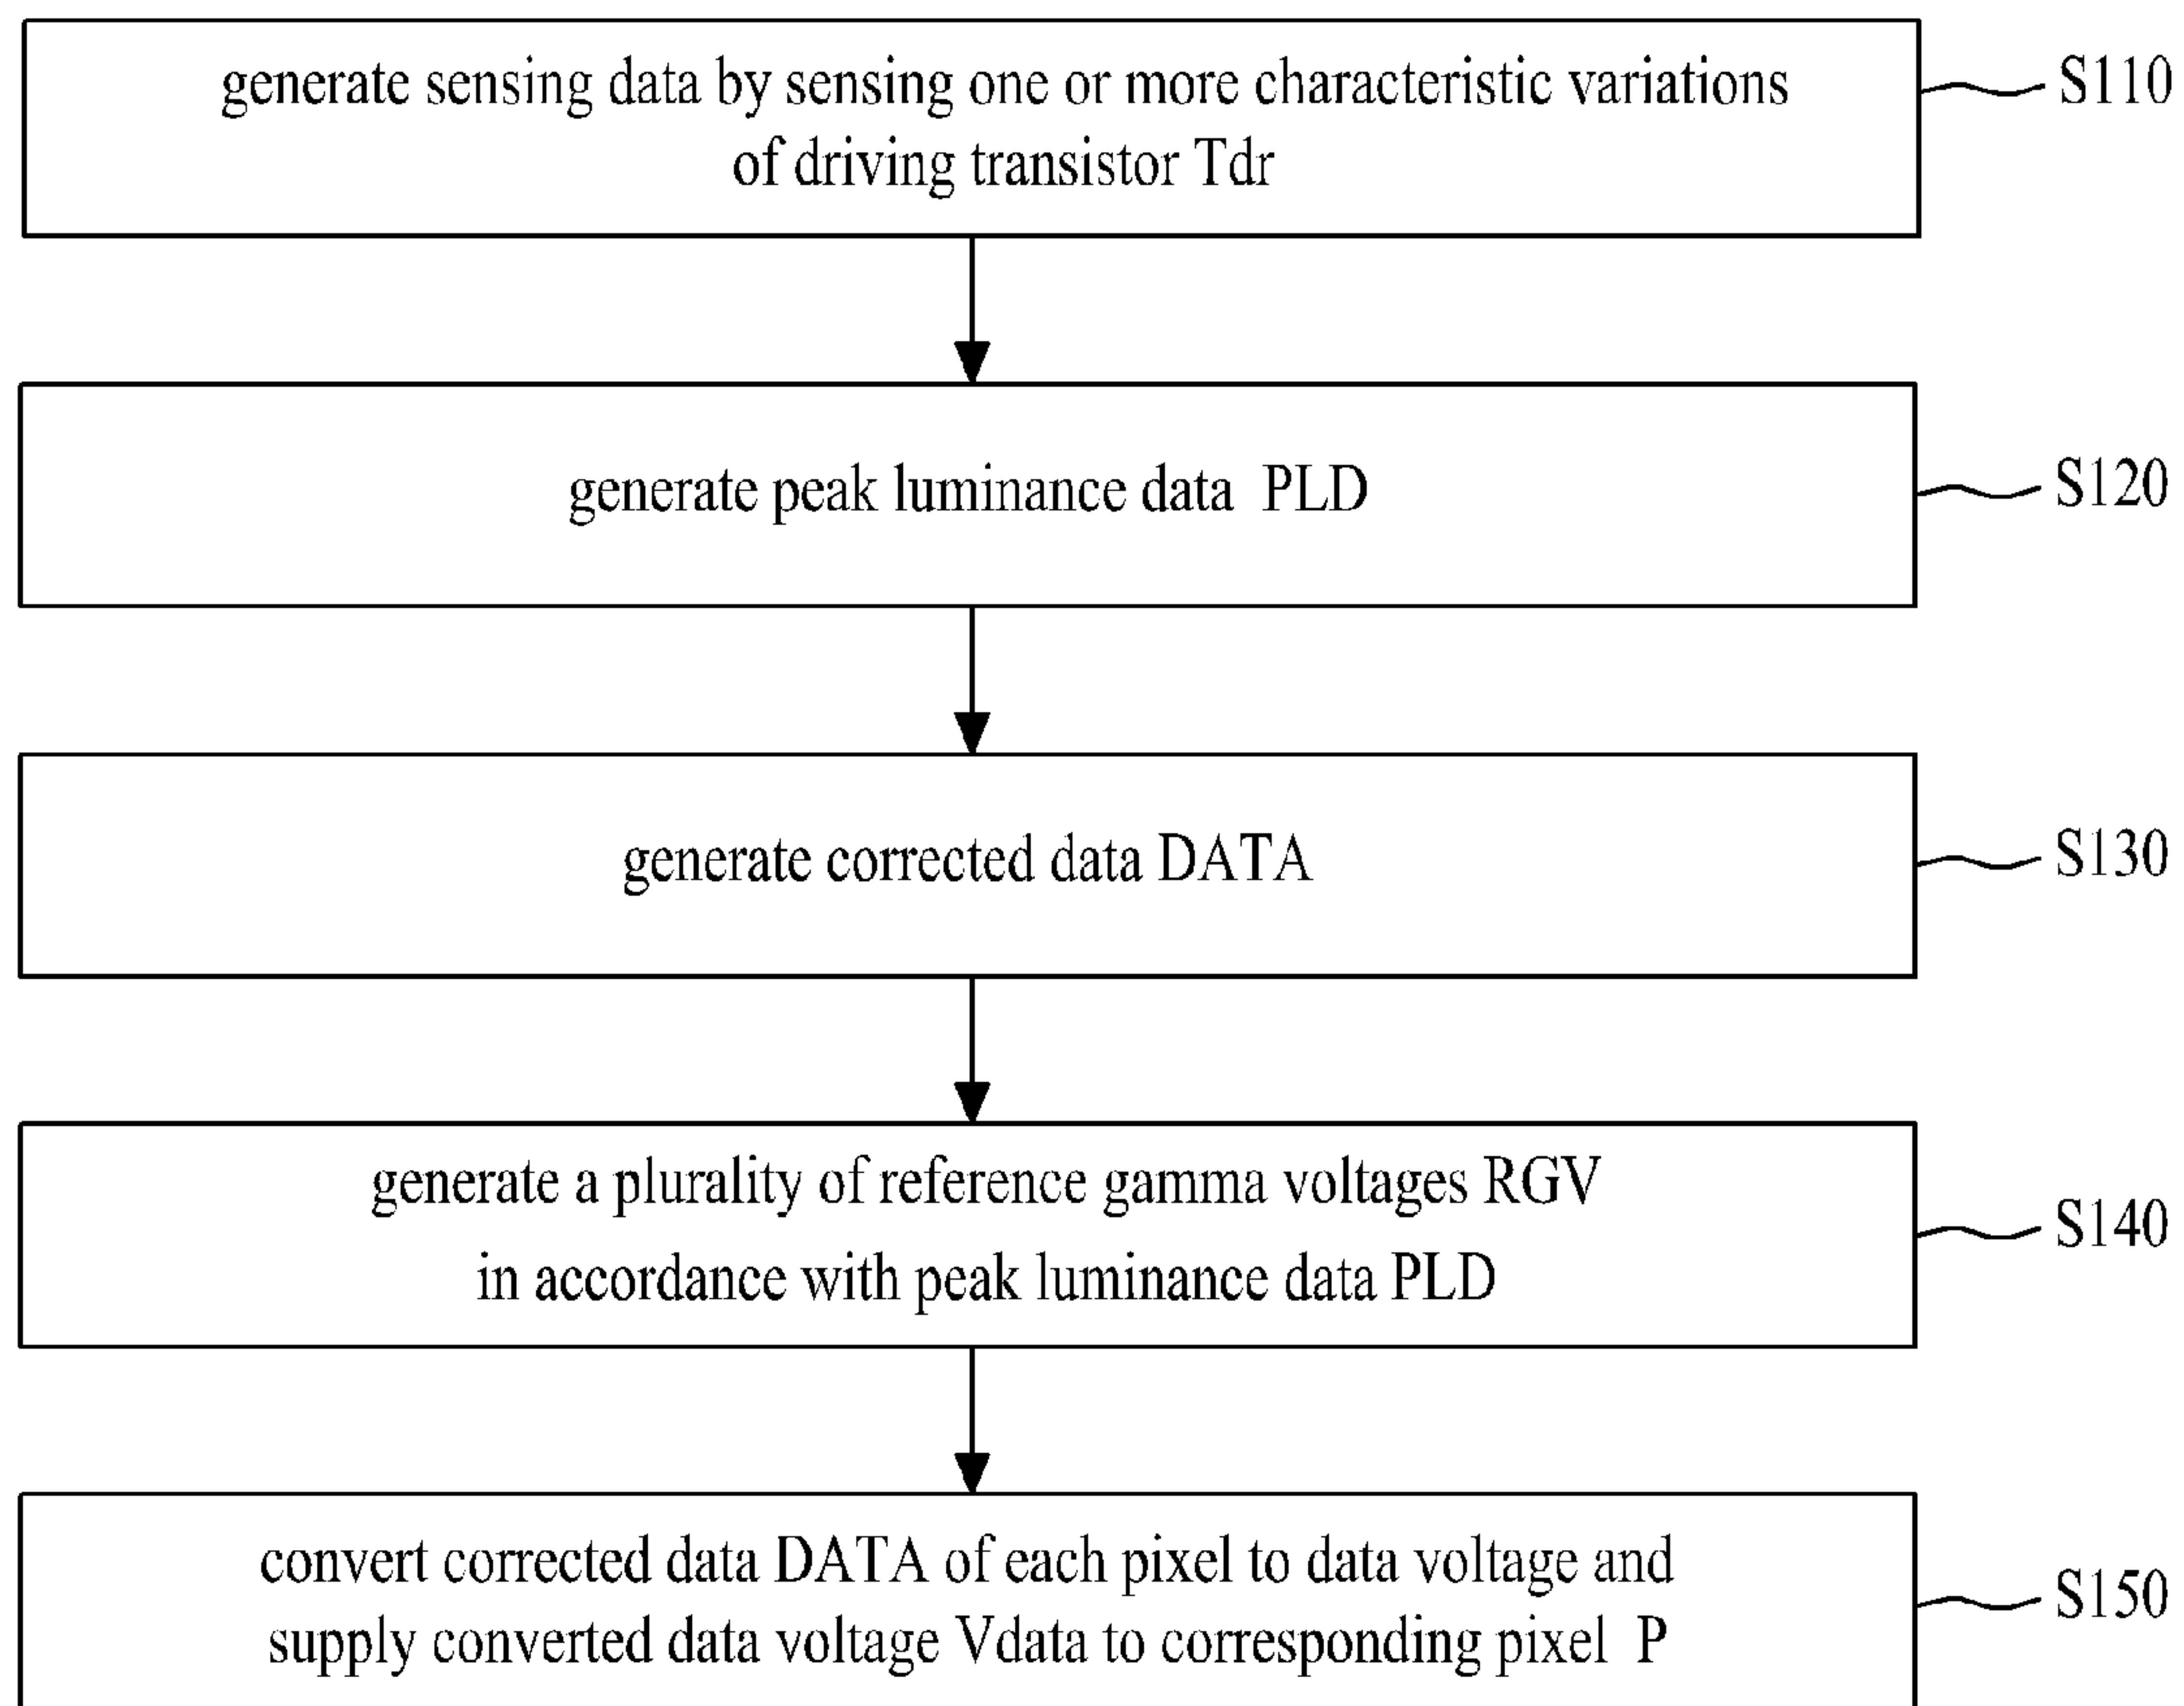 generate sensing data by sensing one or more characteristic variations
of driving transistor Tdr
S110
generate peak luminance data PLD
S120
generate corrected data DATA
S130
generate a plurality of reference gamma voltages RGV
in accordance with peak luminance data PLD
S140
convert corrected data DATA of each pixel to data voltage and
supply converted data voltage Vdata to corresponding pixel P
S150